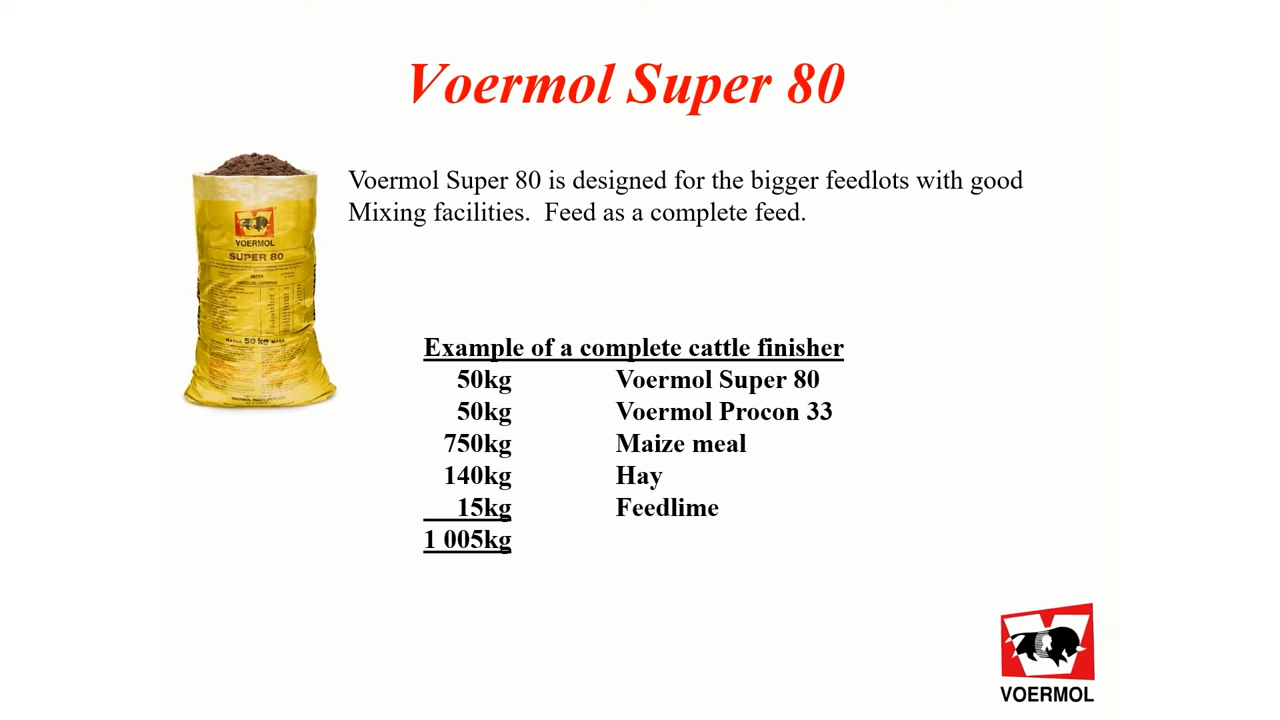 Voermol Super 80
Voermol Super 80 is designed for the bigger feedlots with good
Mixing facilities.  Feed as a complete feed.
VOERMOL
SUPER 80
50 kg
Example of a complete cattle finisher
50kg Voermol Super 80
50kg Voermol Procon 33
750kg Maize meal
140kg Hay
15kg Feedlime
1 005kg
VOERMOL